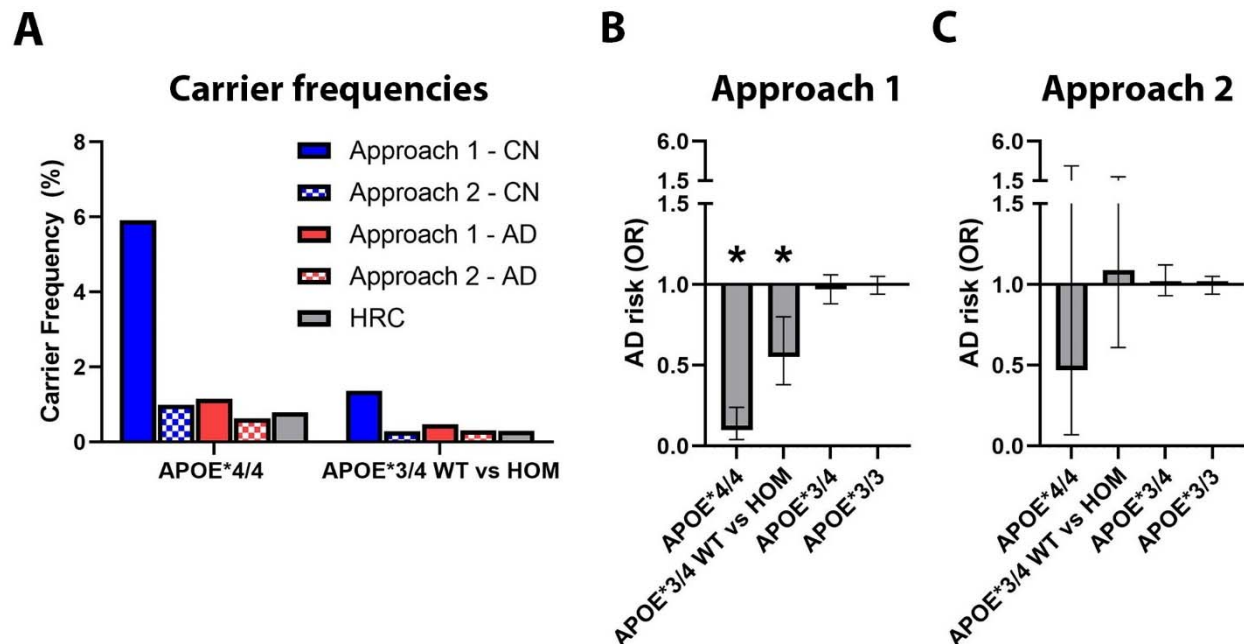 A
Carrier frequencies
Carrier Frequency (%)
8
6
4
2
0
Approach 1 - CN
Approach 2 - CN
Approach 1 - AD
Approach 2 - AD
HRC
APOE*4/4
APOE*3/4 WT vs HOM
B
Approach 1
AD risk (OR)
6.0
1.5
1.5
1.0
0.5
0.0
*
*
APOE*4/4
APOE*3/4 WT vs HOM
APOE*3/4
APOE*3/3
C
Approach 2
AD risk (OR)
6.0
1.5
1.5
1.0
0.5
0.0
APOE*4/4
APOE*3/4 WT vs HOM
APOE*3/4
APOE*3/3